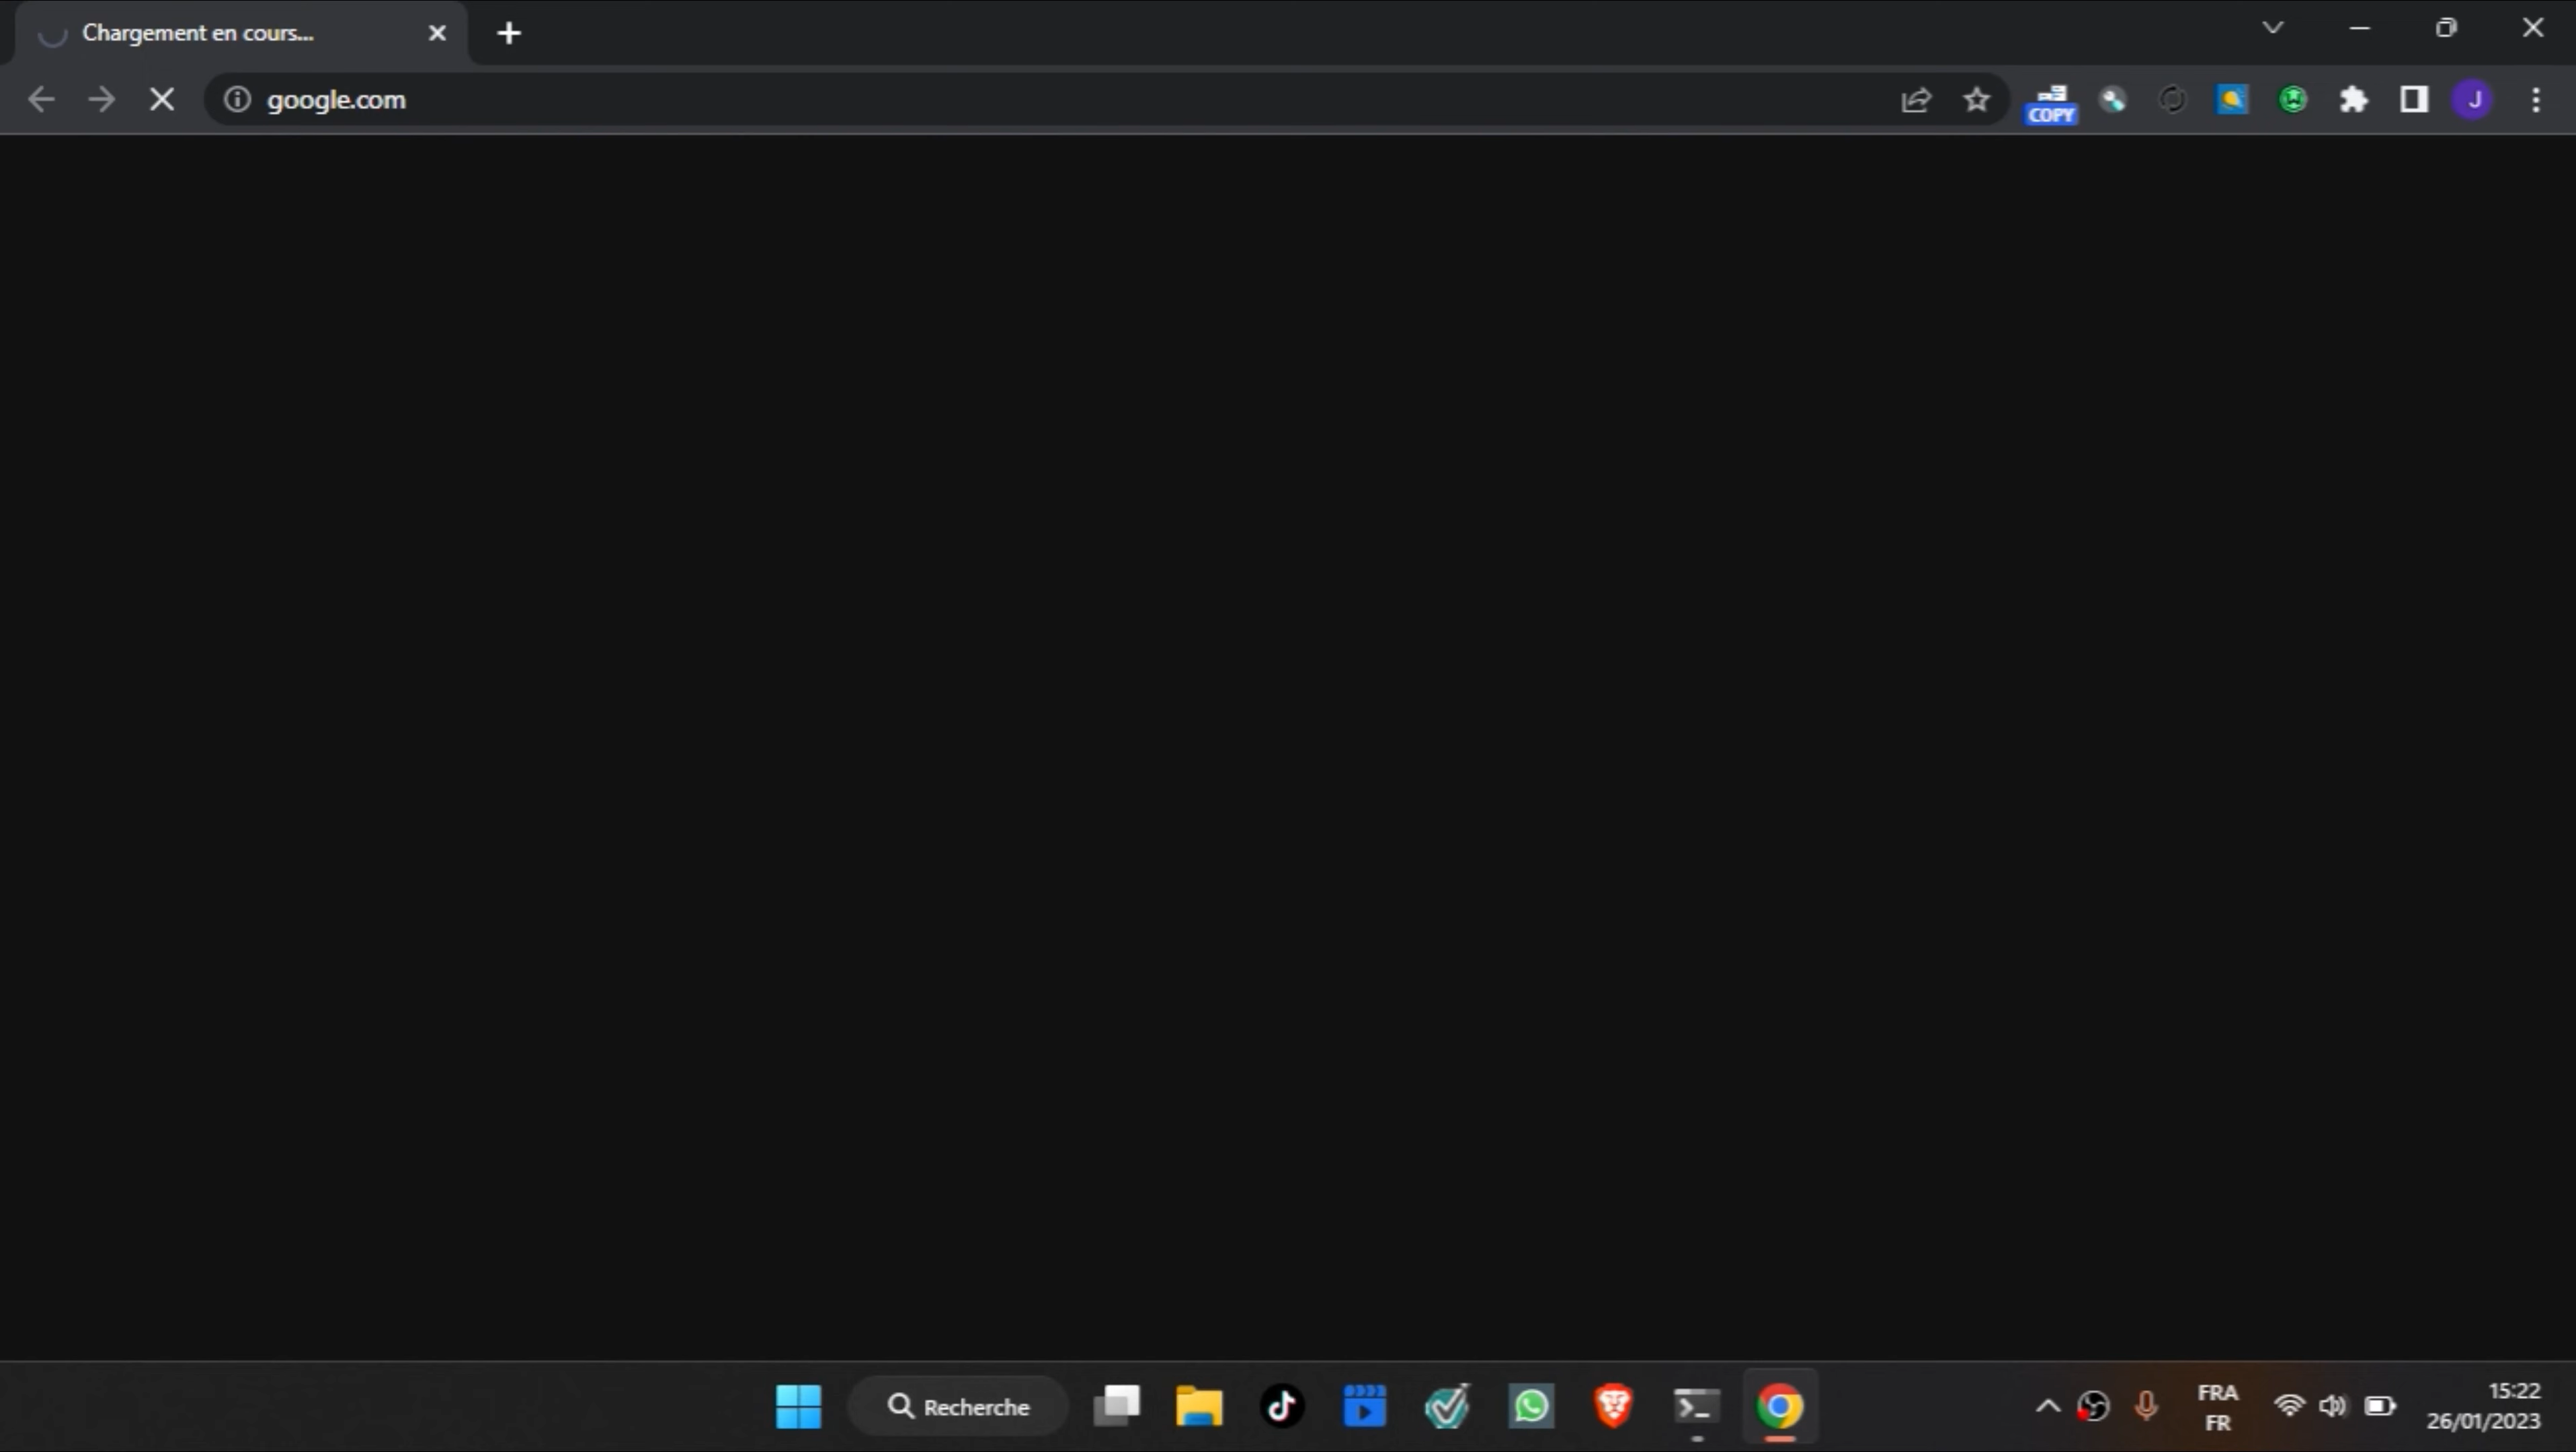 Chargement en cours...
google.com
COPY
J
Recherche
FRA
FR
15:22
26/01/2023